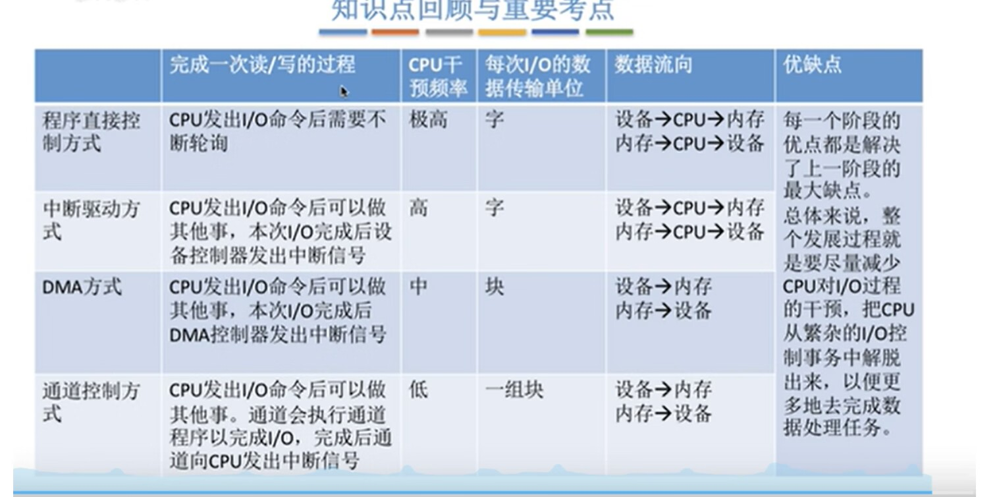 知识点回顾与重要考点
完成一次读/写的过程
CPU干
预频率
每次I/O的数
据传输单位
数据流向
优缺点
程序直接控
制方式
CPU发出I/O命令后需要不
断轮询
极高
字
设备→CPU→内存
内存→CPU→设备
中断驱动方
式
CPU发出I/O命令后可以做
其他事，本次I/O完成后设
备控制器发出中断信号
高
字
设备→CPU→内存
内存→CPU→设备
DMA方式
CPU发出I/O命令后可以做
其他事，本次I/O完成后
DMA控制器发出中断信号
中
块
设备→内存
内存→设备
通道控制方
式
CPU发出I/O命令后可以做
其他事。通道会执行通道
程序以完成I/O，完成后通
道向CPU发出中断信号
低
一组块
设备→内存
内存→设备
每一个阶段的
优点都是解决
了上一阶段的
最大缺点。
总体来说，整
个发展过程就
是要尽量减少
CPU对I/O过程
的干预，把CPU
从繁杂的I/O控
制事务中解脱
出来，以便更
多地去完成数
据处理任务。